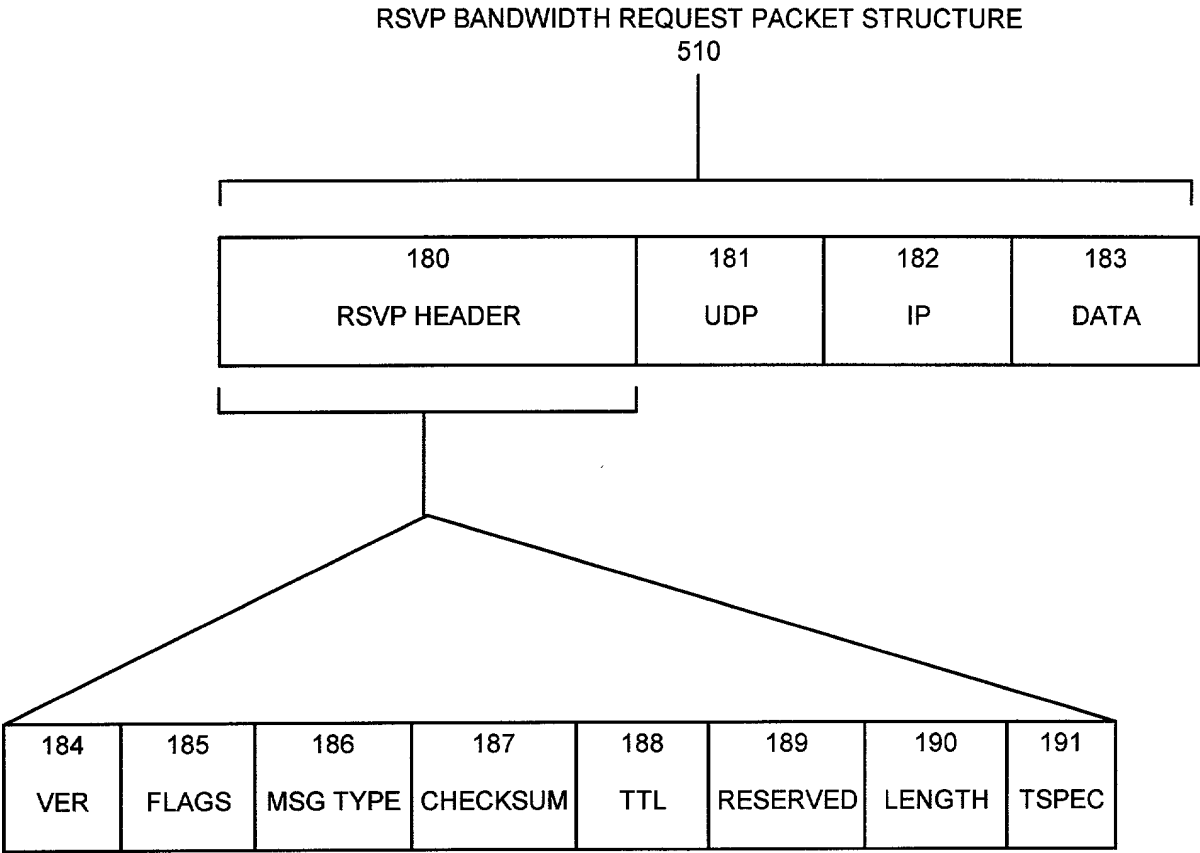 RSVP BANDWIDTH REQUEST PACKET STRUCTURE
510
180 181 182 183
RSVP HEADER UDP IP DATA
184 185 186 187 188 189 190 191
VER FLAGS MSG TYPE CHECKSUM TTL RESERVED LENGTH TSPEC